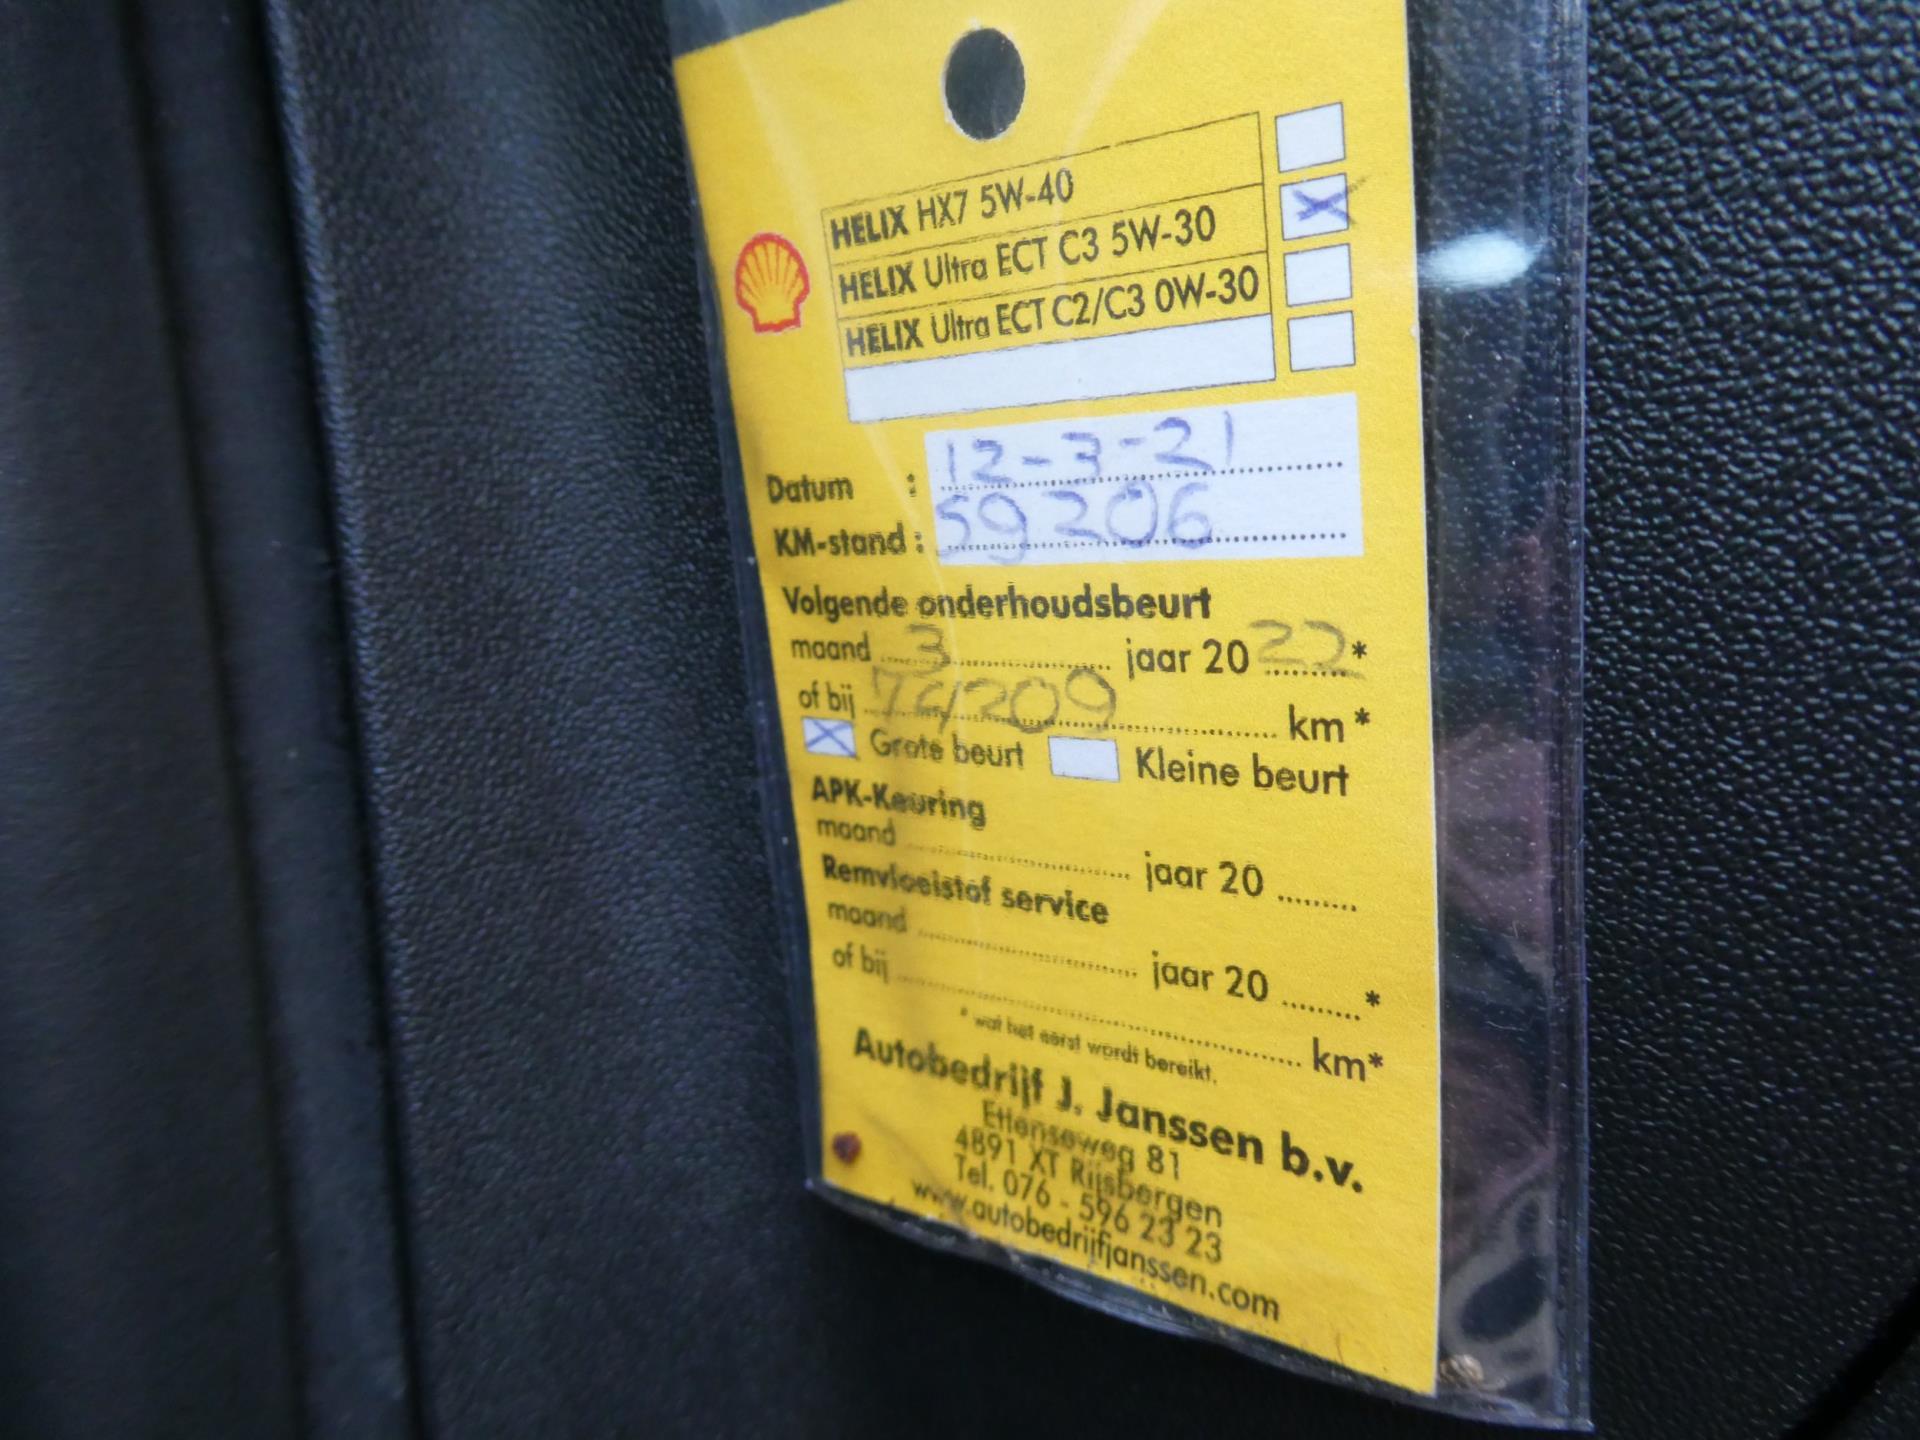 HELIX HX7 5W-40
HELIX Ultra ECT C3 5W-30
HELIX Ultra ECT C2/C3 0W-30
Datum : 12-3-21
KM-stand : 59206
Volgende onderhoudsbeurt
maand 3 jaar 20 22 *
of bij 74209 km *
Grote beurt Kleine beurt
APK-Keuring
maand jaar 20
Remvloeistof service
maand jaar 20 *
of bij km*
* wat het eerst wordt bereikt.
Autobedrijf J. Janssen b.v.
Ettenseweg 81
4891 XT Rijsbergen
Tel. 076 - 596 23 23
www.autobedrijfjanssen.com